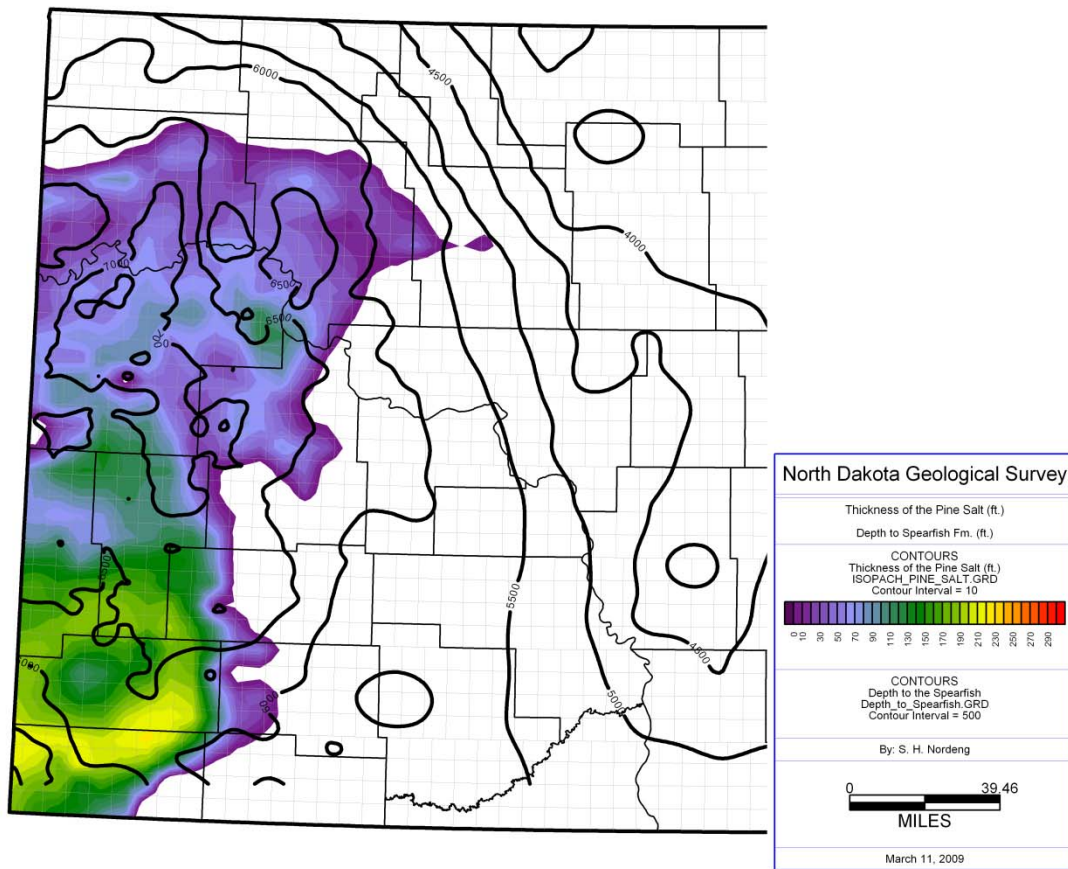 6000
4500
4000
7000
6500
5500
5500
5000
4500
5000
North Dakota Geological Survey
Thickness of the Pine Salt (ft.)
Depth to Spearfish Fm. (ft.)
CONTOURS
Thickness of the Pine Salt (ft.)
ISOPACH_PINE_SALT.GRD
Contour Interval = 10
0 10 30 50 70 90 110 130 150 170 190 210 230 250 270 290
CONTOURS
Depth to the Spearfish
Depth_to_Spearfish.GRD
Contour Interval = 500
By: S. H. Nordeng
0 39.46
MILES
March 11, 2009